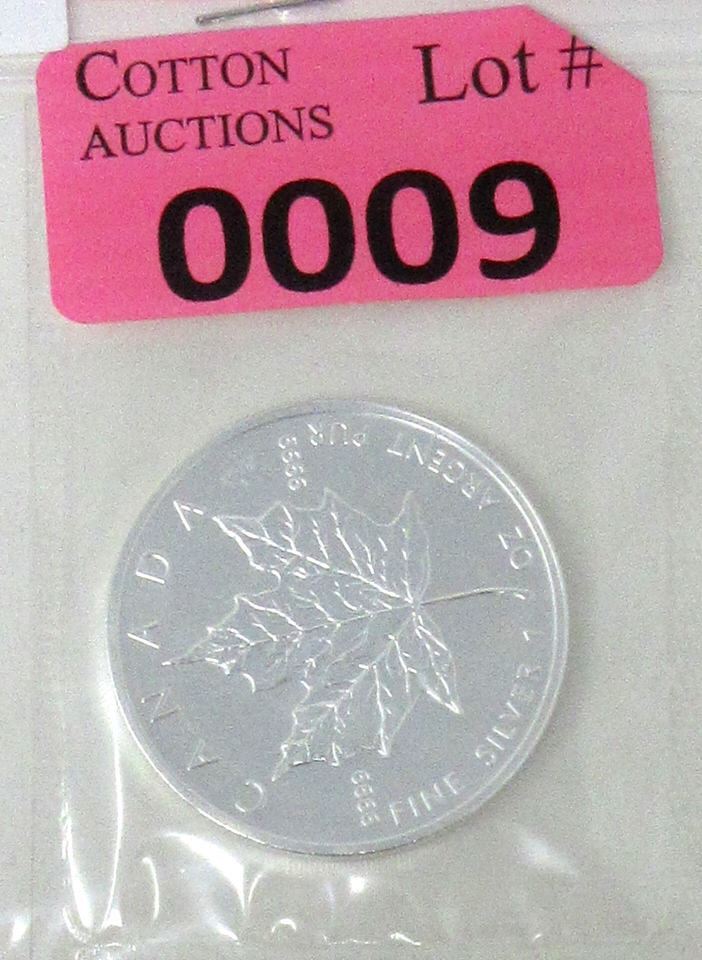 COTTON
AUCTIONS
Lot #
0009
CANADA
9999
FINE SILVER 1 OZ ARGENT PUR
9999